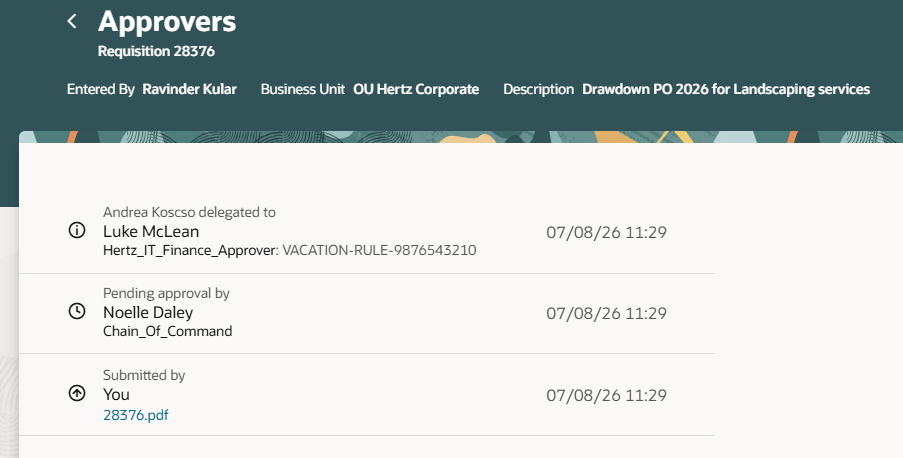 Approvers
Requisition 28376
Entered By Ravinder Kular Business Unit OU Hertz Corporate Description Drawdown PO 2026 for Landscaping services
Andrea Koscso delegated to
Luke McLean
Hertz_IT_Finance_Approver: VACATION-RULE-9876543210
07/08/26 11:29
Pending approval by
Noelle Daley
Chain_Of_Command
07/08/26 11:29
Submitted by
You
28376.pdf
07/08/26 11:29